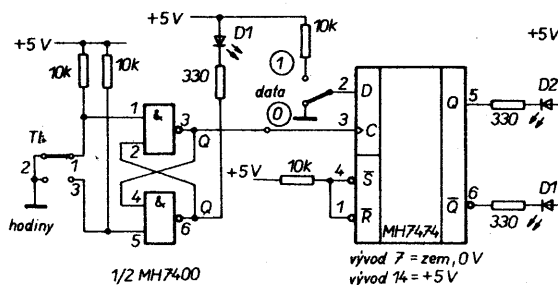 +5V
D1
10k
+5V
+5V
10k
10k
330
1
data
0
2
D
Q
5
D2
330
1
&
3
Q
2
3
C
Tl.
2
1
3
hodiny
4
&
6
Q
5
+5V
10k
4
S
1
R
Q
6
D1
330
MH7474
1/2 MH7400
vývod 7 = zem, 0V
vývod 14 = +5V